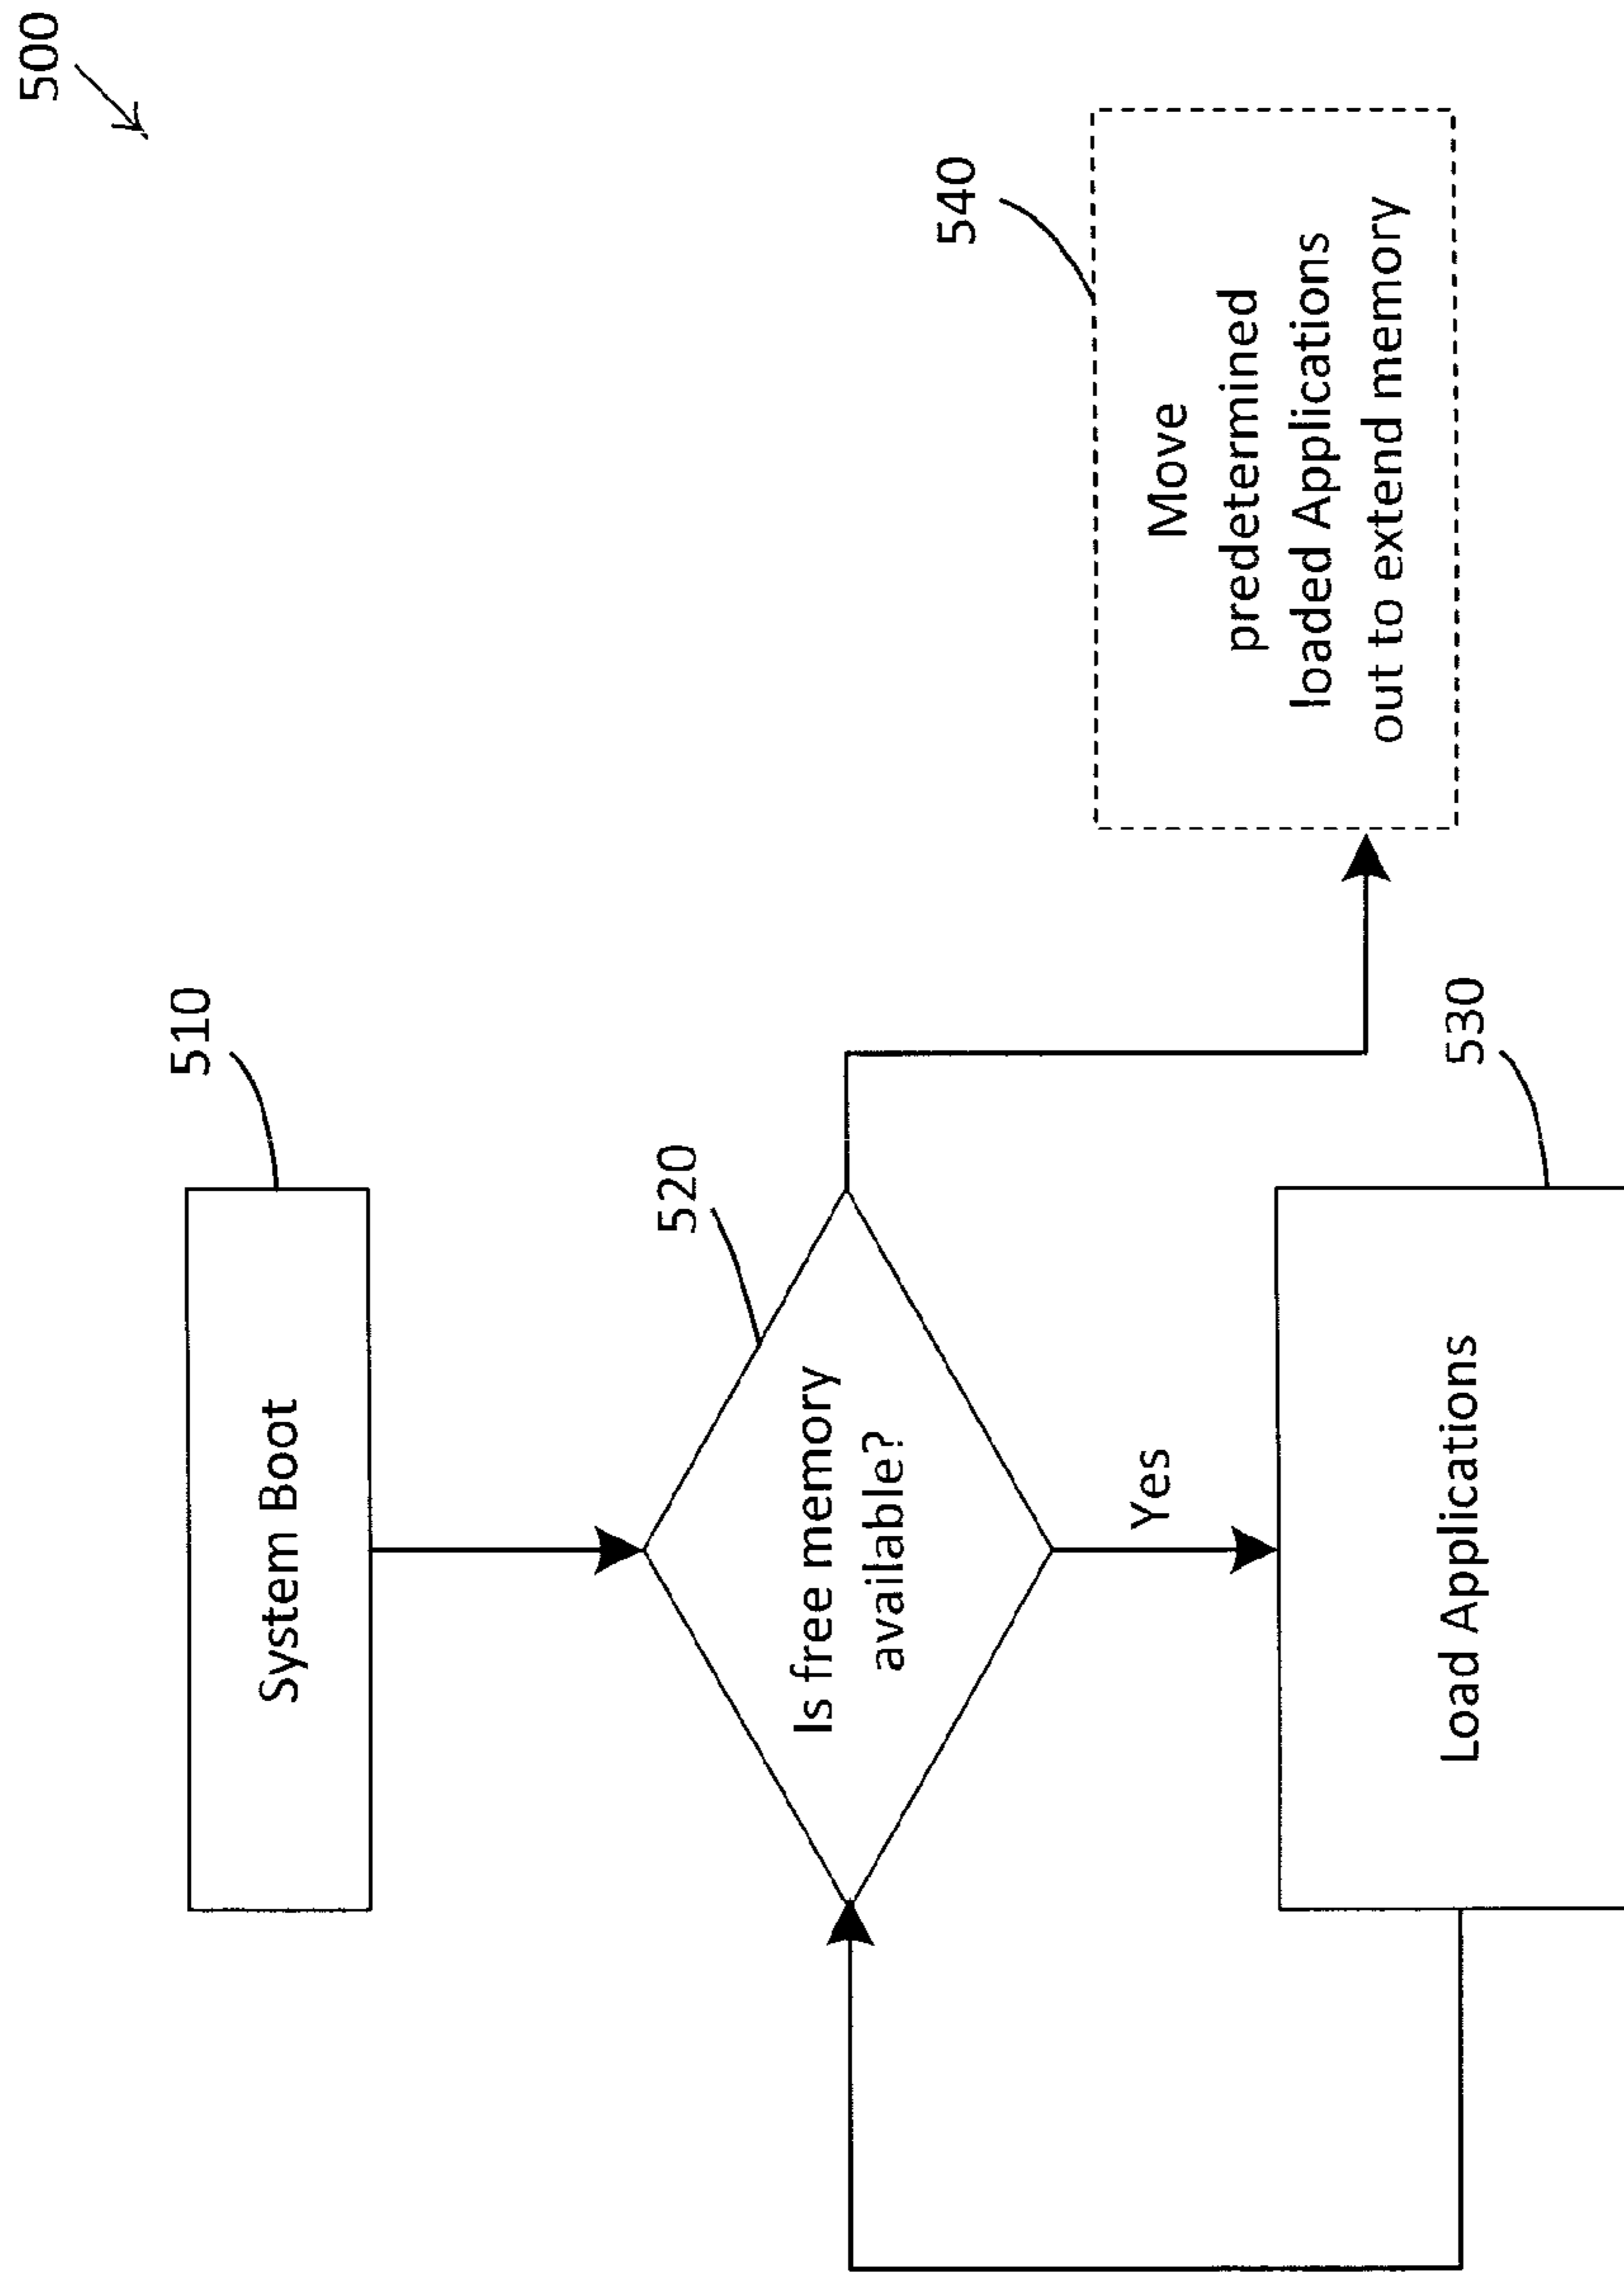 500
510
System Boot
520
Is free memory
available?
Yes
530
Load Applications
540
Move
predetermined
loaded Applications
out to extend memory